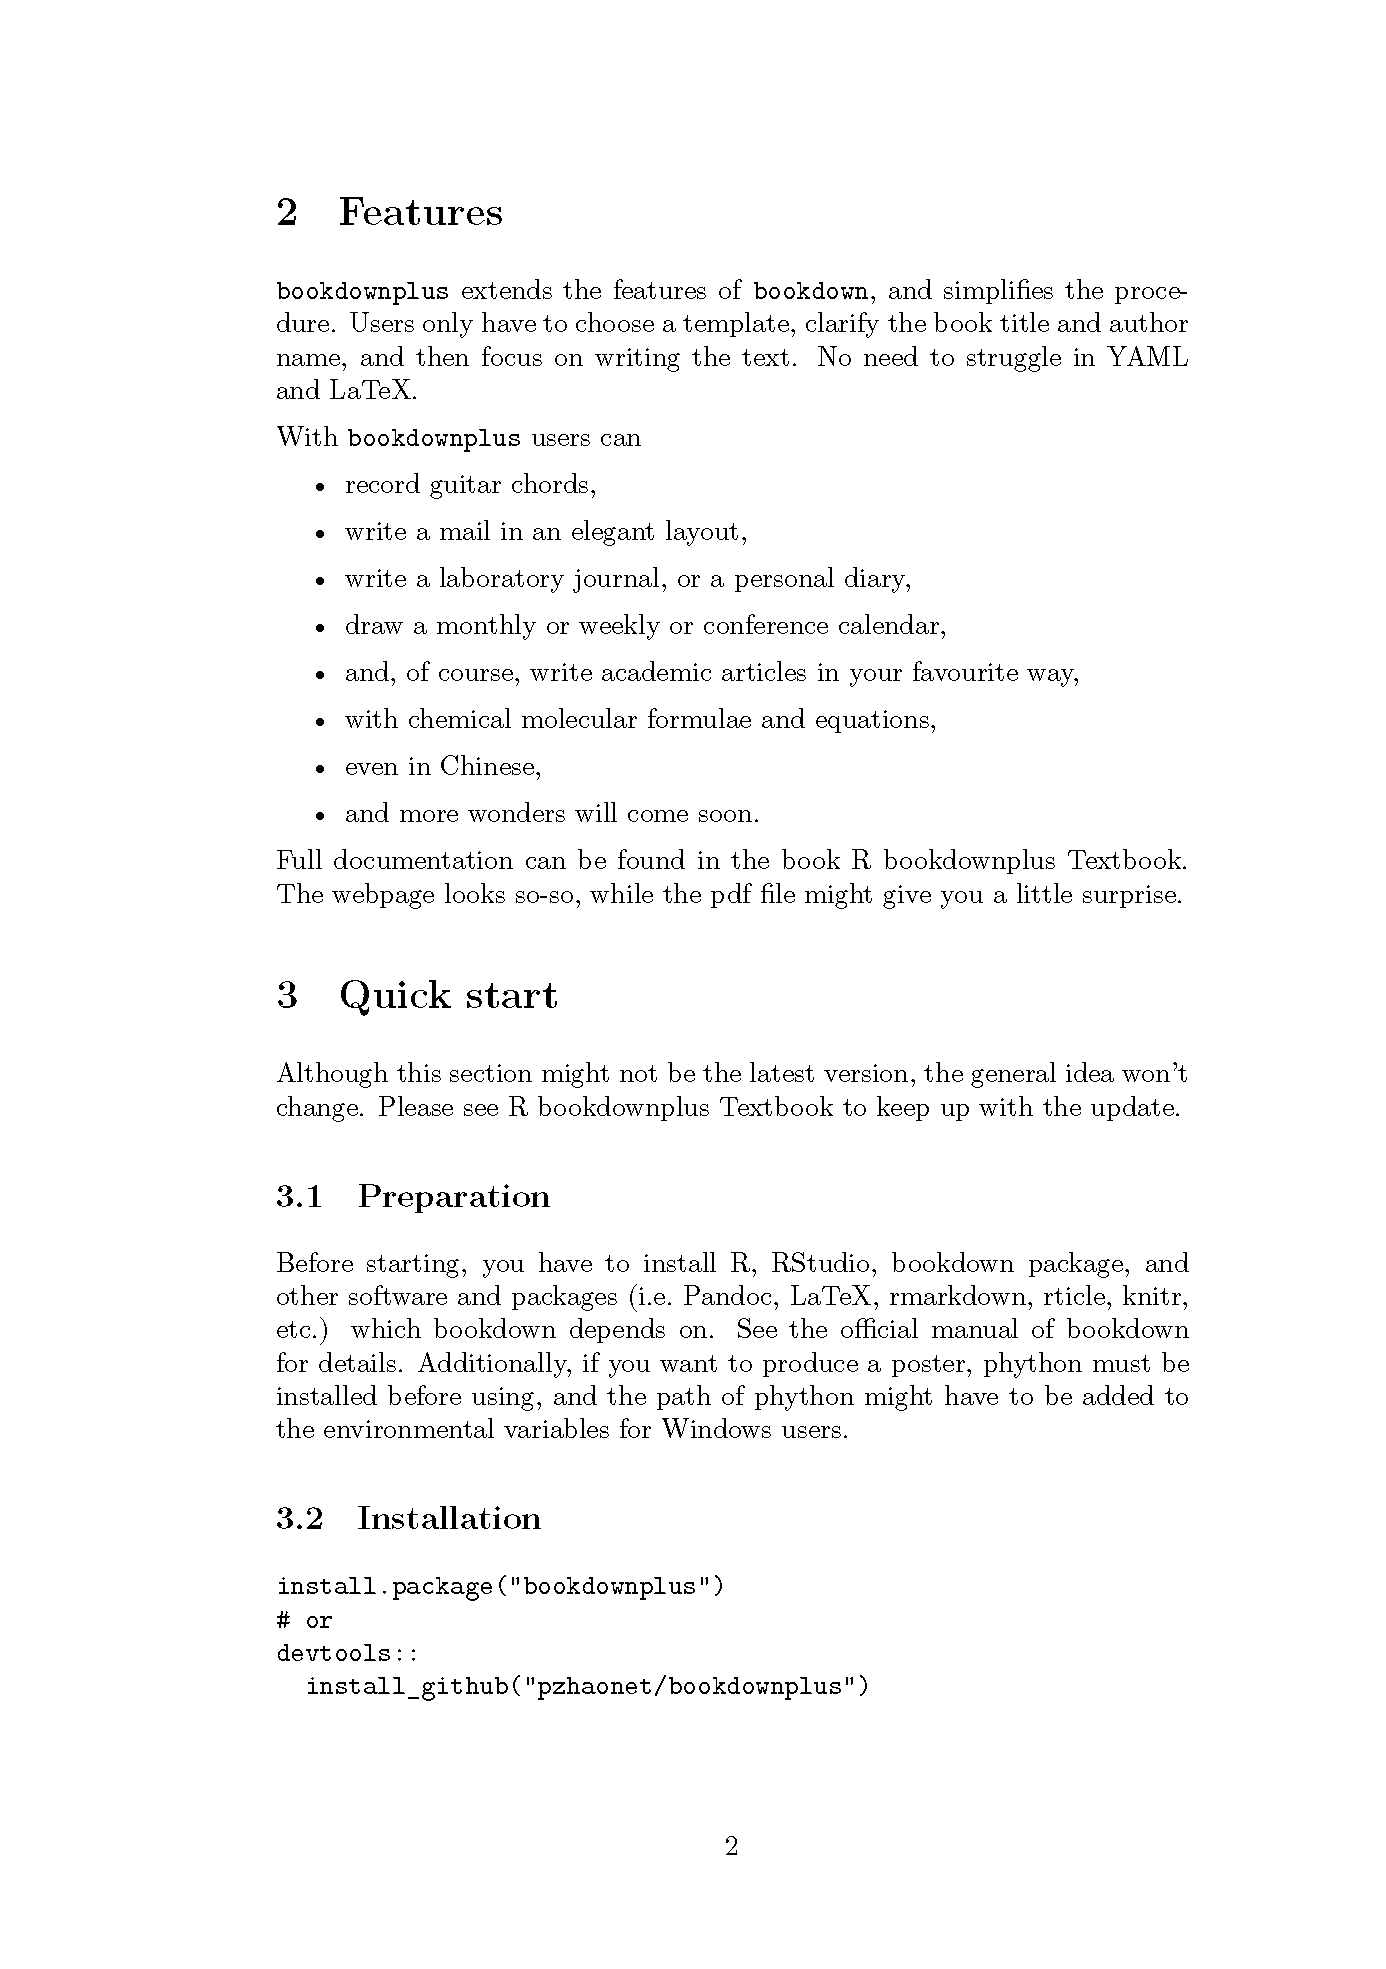 2 Features
bookdownplus extends the features of bookdown, and simplifies the proce-
dure. Users only have to choose a template, clarify the book title and author
name, and then focus on writing the text. No need to struggle in YAML
and LaTeX.
With bookdownplus users can
• record guitar chords,
• write a mail in an elegant layout,
• write a laboratory journal, or a personal diary,
• draw a monthly or weekly or conference calendar,
• and, of course, write academic articles in your favourite way,
• with chemical molecular formulae and equations,
• even in Chinese,
• and more wonders will come soon.
Full documentation can be found in the book R bookdownplus Textbook.
The webpage looks so-so, while the pdf file might give you a little surprise.
3 Quick start
Although this section might not be the latest version, the general idea won't
change. Please see R bookdownplus Textbook to keep up with the update.
3.1 Preparation
Before starting, you have to install R, RStudio, bookdown package, and
other software and packages (i.e. Pandoc, LaTeX, rmarkdown, rticle, knitr,
etc.) which bookdown depends on. See the official manual of bookdown
for details. Additionally, if you want to produce a poster, phython must be
installed before using, and the path of phython might have to be added to
the environmental variables for Windows users.
3.2 Installation
install.package("bookdownplus")
# or
devtools::
  install_github("pzhaonet/bookdownplus")
2